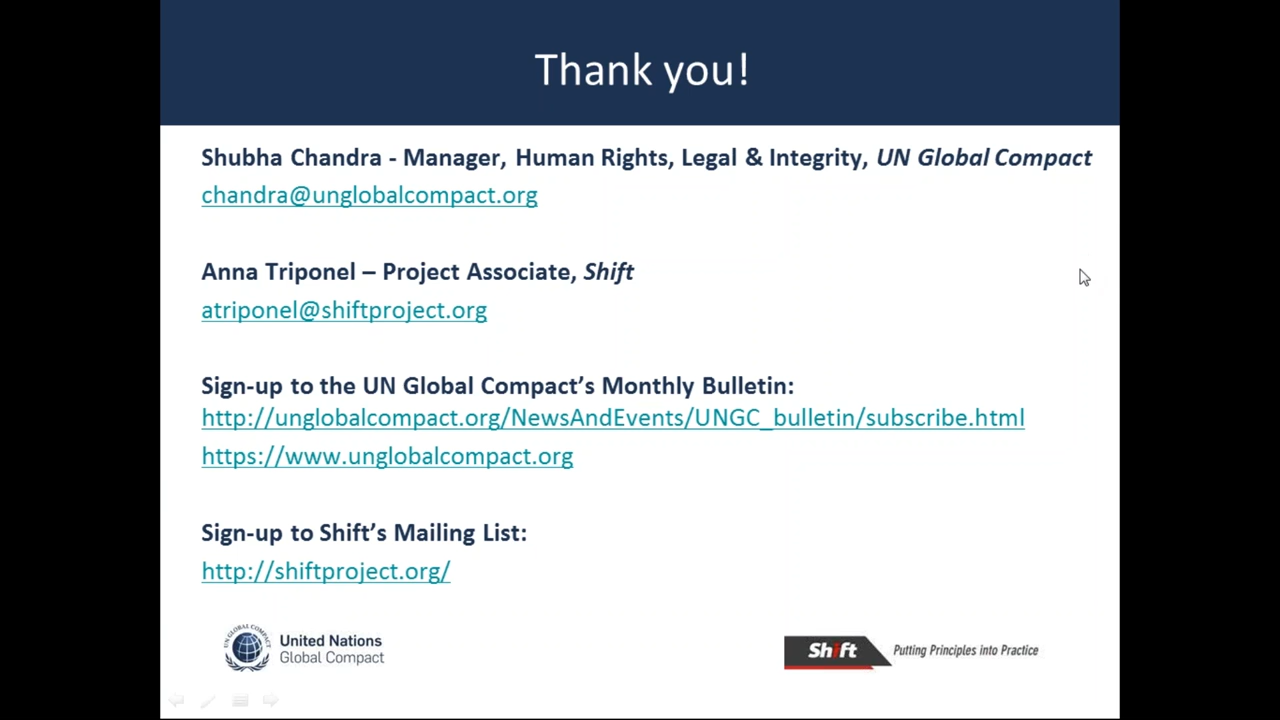 Thank you!
Shubha Chandra - Manager, Human Rights, Legal & Integrity, UN Global Compact
chandra@unglobalcompact.org
Anna Triponel – Project Associate, Shift
atriponel@shiftproject.org
Sign-up to the UN Global Compact’s Monthly Bulletin:
http://unglobalcompact.org/NewsAndEvents/UNGC_bulletin/subscribe.html
https://www.unglobalcompact.org
Sign-up to Shift’s Mailing List:
http://shiftproject.org/
UN GLOBAL COMPACT
United Nations
Global Compact
Shift
Putting Principles into Practice